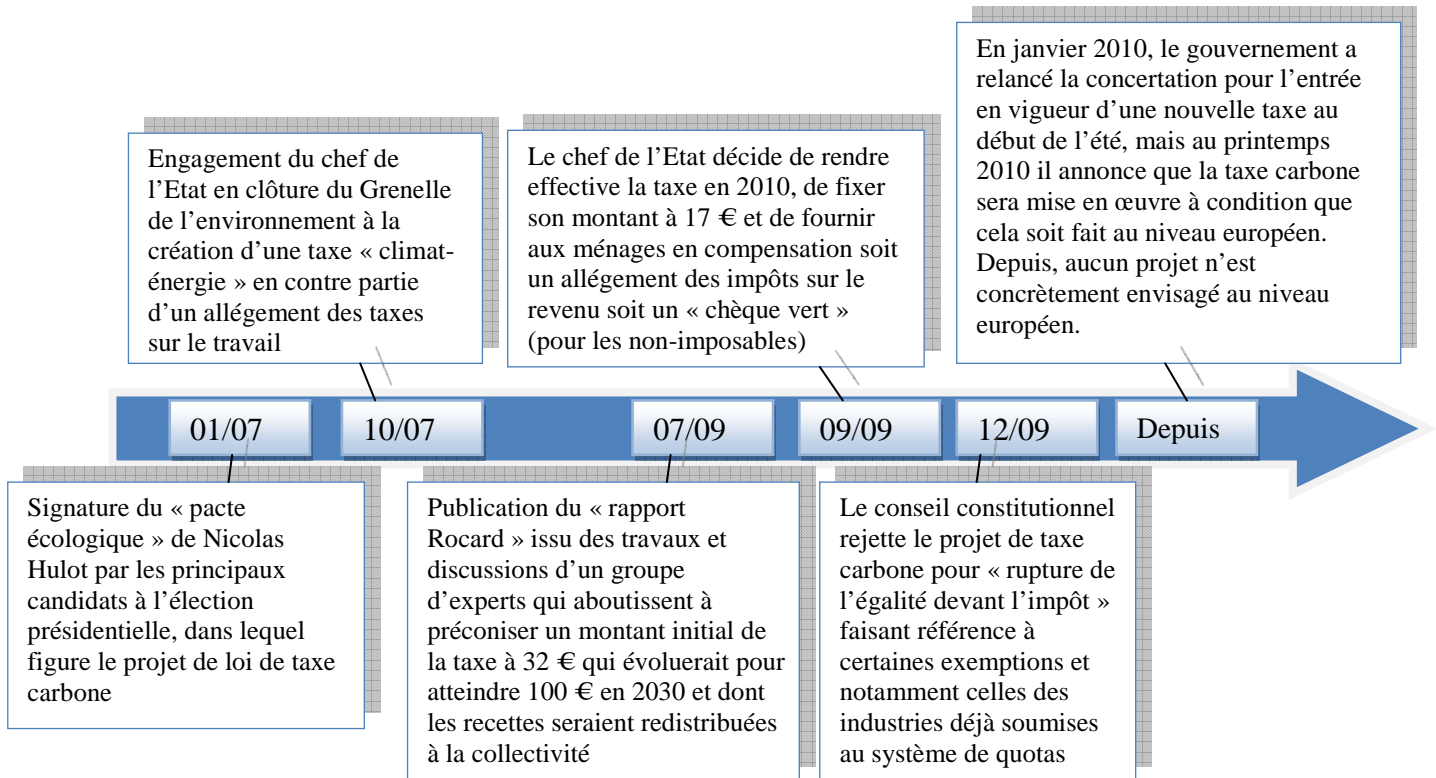 En janvier 2010, le gouvernement a
relancé la concertation pour l’entrée
en vigueur d’une nouvelle taxe au
début de l’été, mais au printemps
2010 il annonce que la taxe carbone
sera mise en œuvre à condition que
cela soit fait au niveau européen.
Depuis, aucun projet n’est
concrètement envisagé au niveau
européen.
Engagement du chef de
l’Etat en clôture du Grenelle
de l’environnement à la
création d’une taxe « climat-
énergie » en contre partie
d’un allégement des taxes
sur le travail
Le chef de l’Etat décide de rendre
effective la taxe en 2010, de fixer
son montant à 17 € et de fournir
aux ménages en compensation soit
un allégement des impôts sur le
revenu soit un « chèque vert »
(pour les non-imposables)
01/07
10/07
07/09
09/09
12/09
Depuis
Signature du « pacte
écologique » de Nicolas
Hulot par les principaux
candidats à l’élection
présidentielle, dans lequel
figure le projet de loi de taxe
carbone
Publication du « rapport
Rocard » issu des travaux et
discussions d’un groupe
d’experts qui aboutissent à
préconiser un montant initial de
la taxe à 32 € qui évoluerait pour
atteindre 100 € en 2030 et dont
les recettes seraient redistribuées
à la collectivité
Le conseil constitutionnel
rejette le projet de taxe
carbone pour « rupture de
l’égalité devant l’impôt »
faisant référence à
certaines exemptions et
notamment celles des
industries déjà soumises
au système de quotas